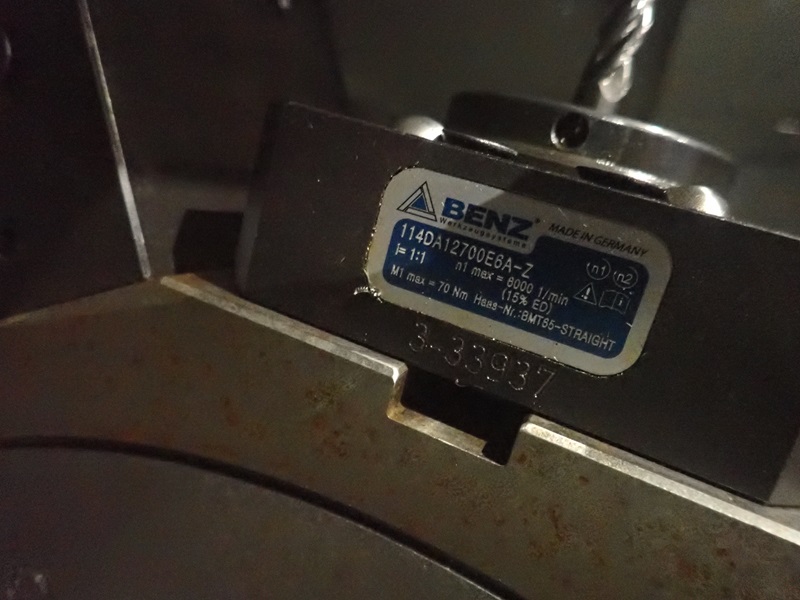 BENZ MADE IN GERMANY
Werkzeugsysteme
114DA12700E6A-Z
i= 1:1 n1 max = 6000 1/min n1 n2
(15% ED)
M1 max = 70 Nm Haas-Nr.:BMT65-STRAIGHT
3-33937